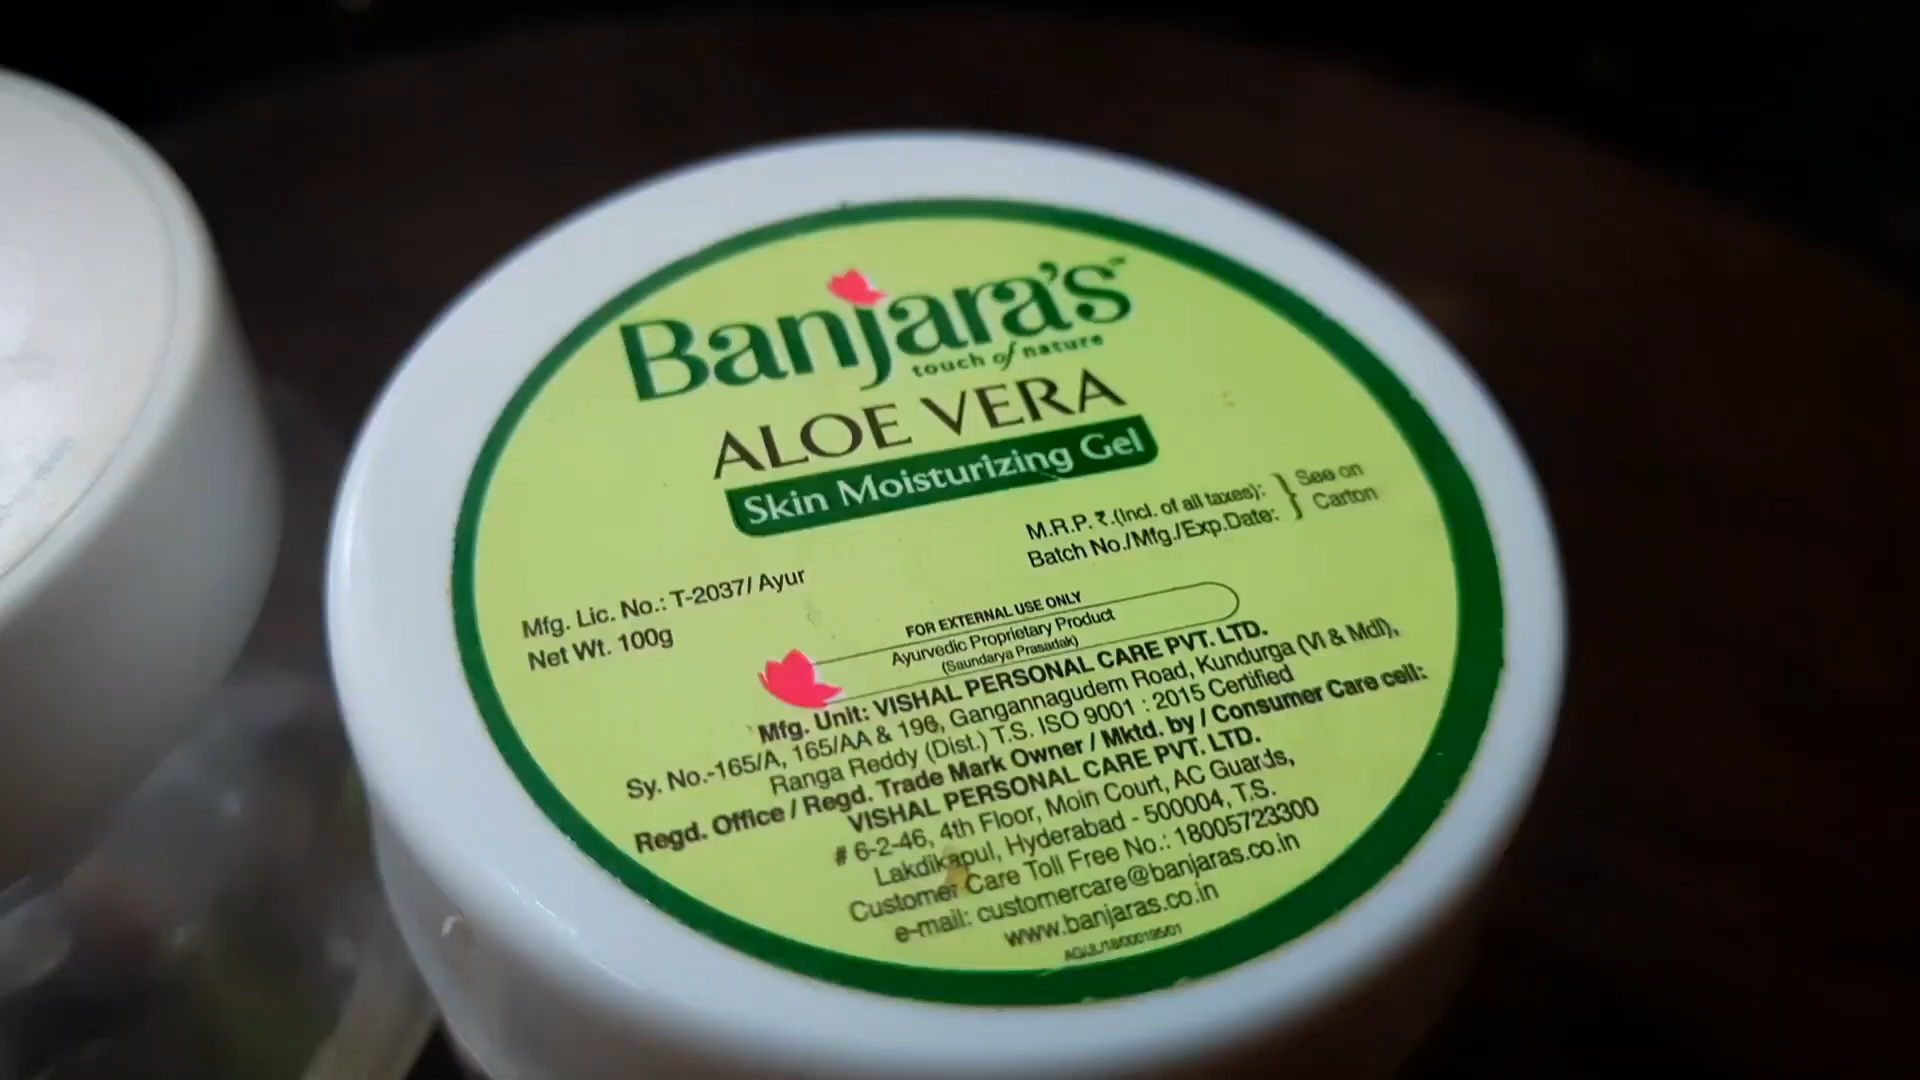 Banjara's™
touch of nature
ALOE VERA
Skin Moisturizing Gel
M.R.P. ₹.(Incl. of all taxes):
Batch No./Mfg./Exp.Date:
} See on
Carton
Mfg. Lic. No.: T-2037/ Ayur
Net Wt. 100g
FOR EXTERNAL USE ONLY
Ayurvedic Proprietary Product
(Saundarya Prasadak)
Mfg. Unit: VISHAL PERSONAL CARE PVT. LTD.
Sy. No.-165/A, 165/AA & 196, Gangannagudem Road, Kundurga (Vi & Mdl),
Ranga Reddy (Dist.) T.S. ISO 9001 : 2015 Certified
Regd. Office / Regd. Trade Mark Owner / Mktd. by / Consumer Care cell:
VISHAL PERSONAL CARE PVT. LTD.
# 6-2-46, 4th Floor, Moin Court, AC Guards,
Lakdikapul, Hyderabad - 500004, T.S.
Customer Care Toll Free No.: 18005723300
e-mail: customercare@banjaras.co.in
www.banjaras.co.in